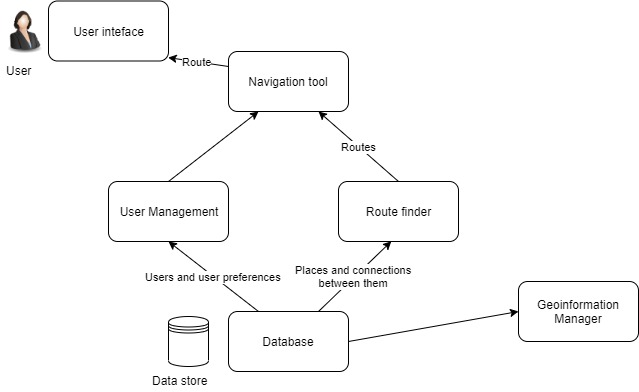 User inteface
User
Route
Navigation tool
Routes
User Management
Route finder
Users and user preferences
Places and connections
between them
Geoinformation
Manager
Database
Data store